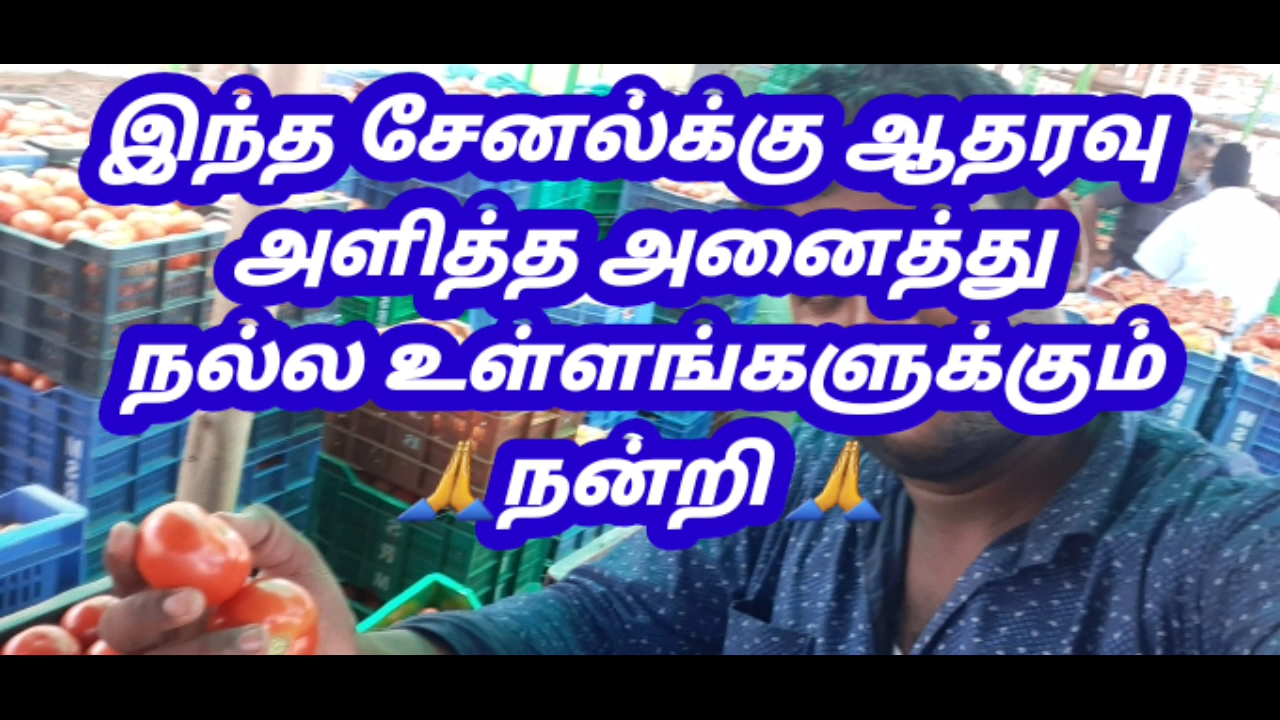 இந்த சேனல்க்கு ஆதரவு
அளித்த அனைத்து
நல்ல உள்ளங்களுக்கும்
🙏நன்றி 🙏